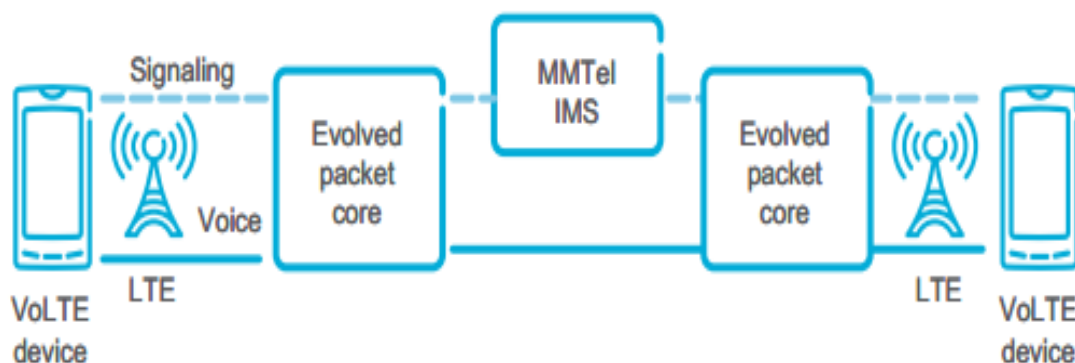 Signaling
MMTel
IMS
Evolved
packet
core
Evolved
packet
core
Voice
LTE
LTE
VoLTE
device
VoLTE
device